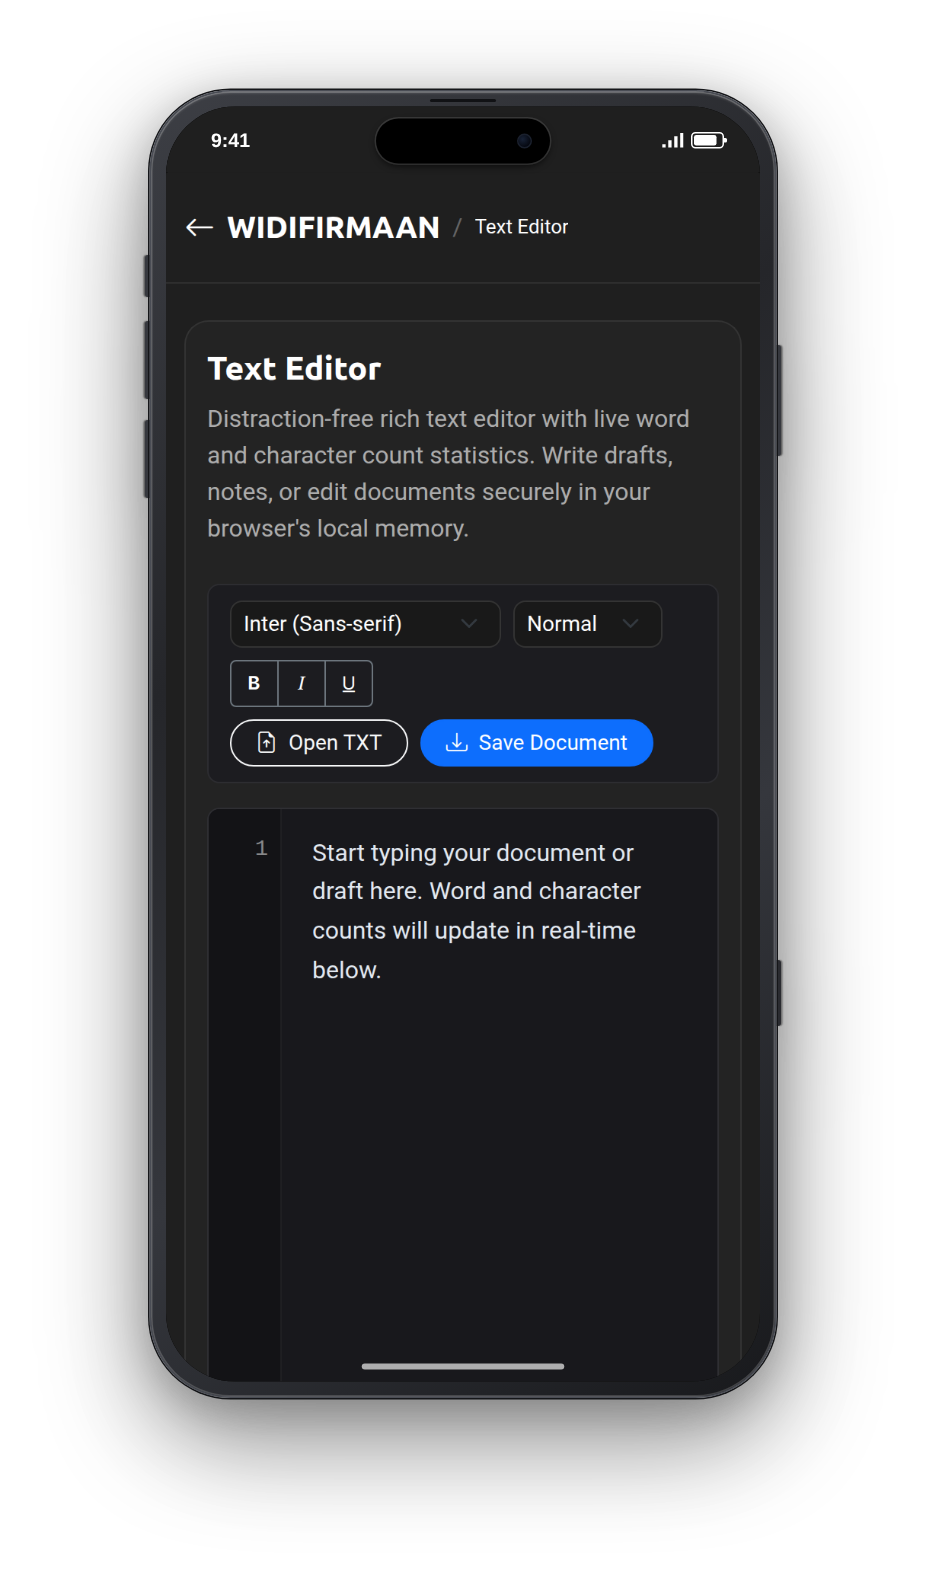 9:41
WIDIFIRMAAN / Text Editor
Text Editor
Distraction-free rich text editor with live word
and character count statistics. Write drafts,
notes, or edit documents securely in your
browser's local memory.
Inter (Sans-serif) Normal
B I U
Open TXT Save Document
1
Start typing your document or
draft here. Word and character
counts will update in real-time
below.